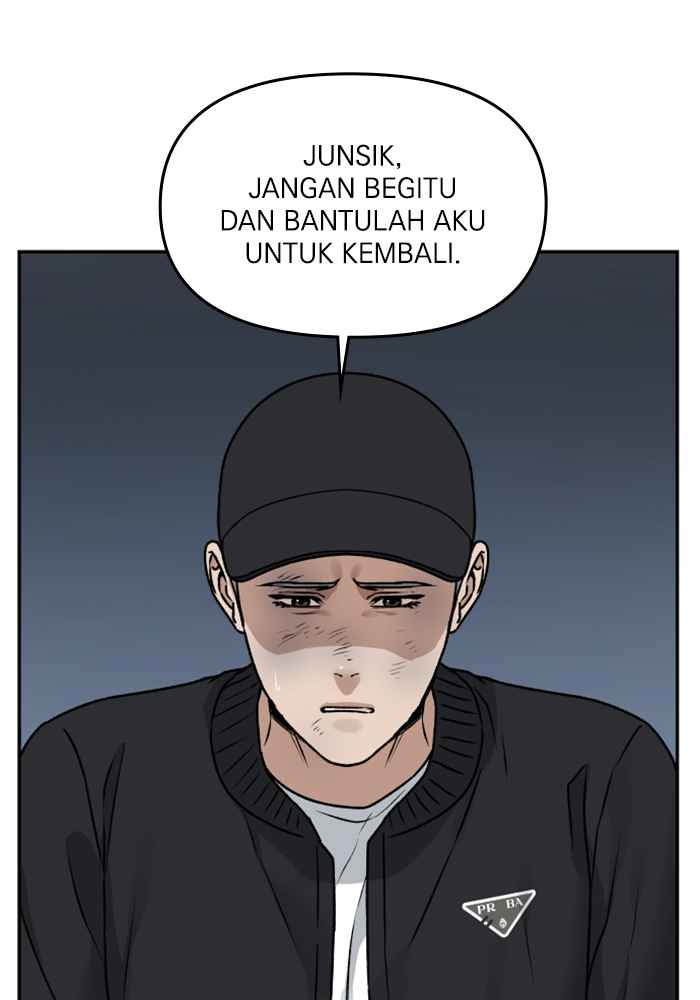 JUNSIK,
JANGAN BEGITU
DAN BANTULAH AKU
UNTUK KEMBALI.
PR BA